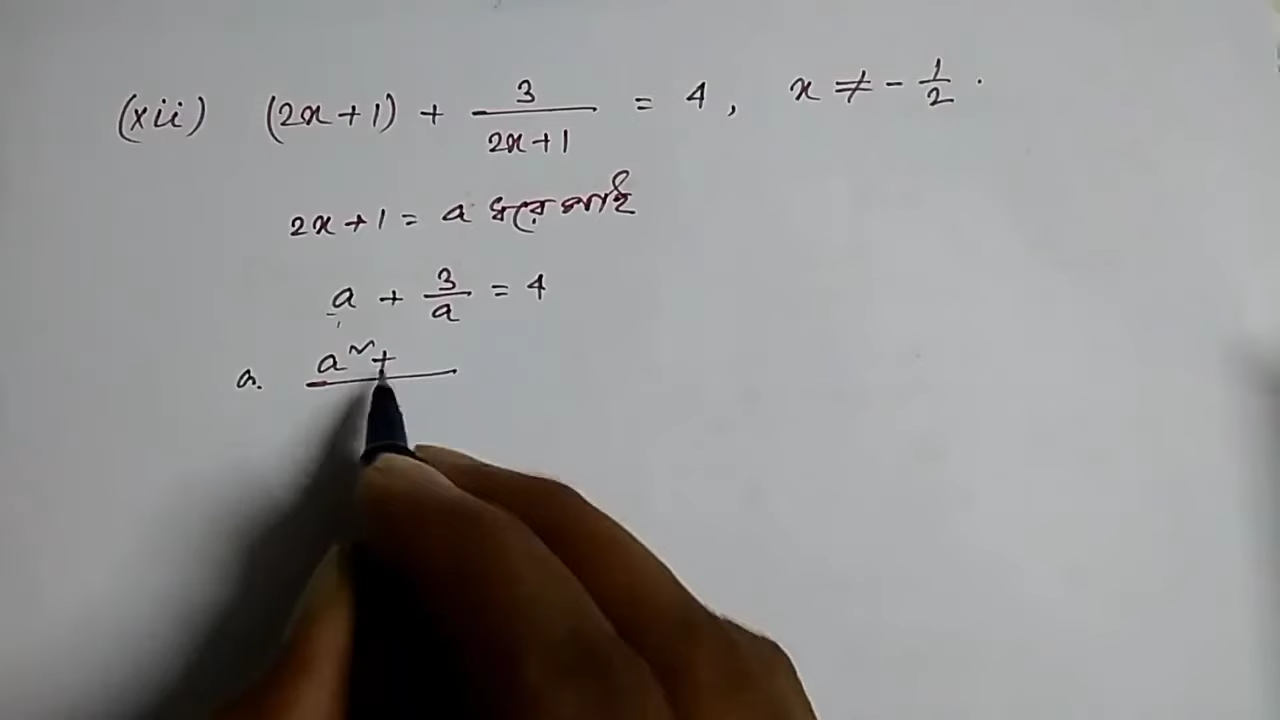 (xii) (2x+1) + 3/(2x+1) = 4, x ≠ - 1/2 .
2x+1 = a ধরে পাই
a + 3/a = 4
বা, a² +